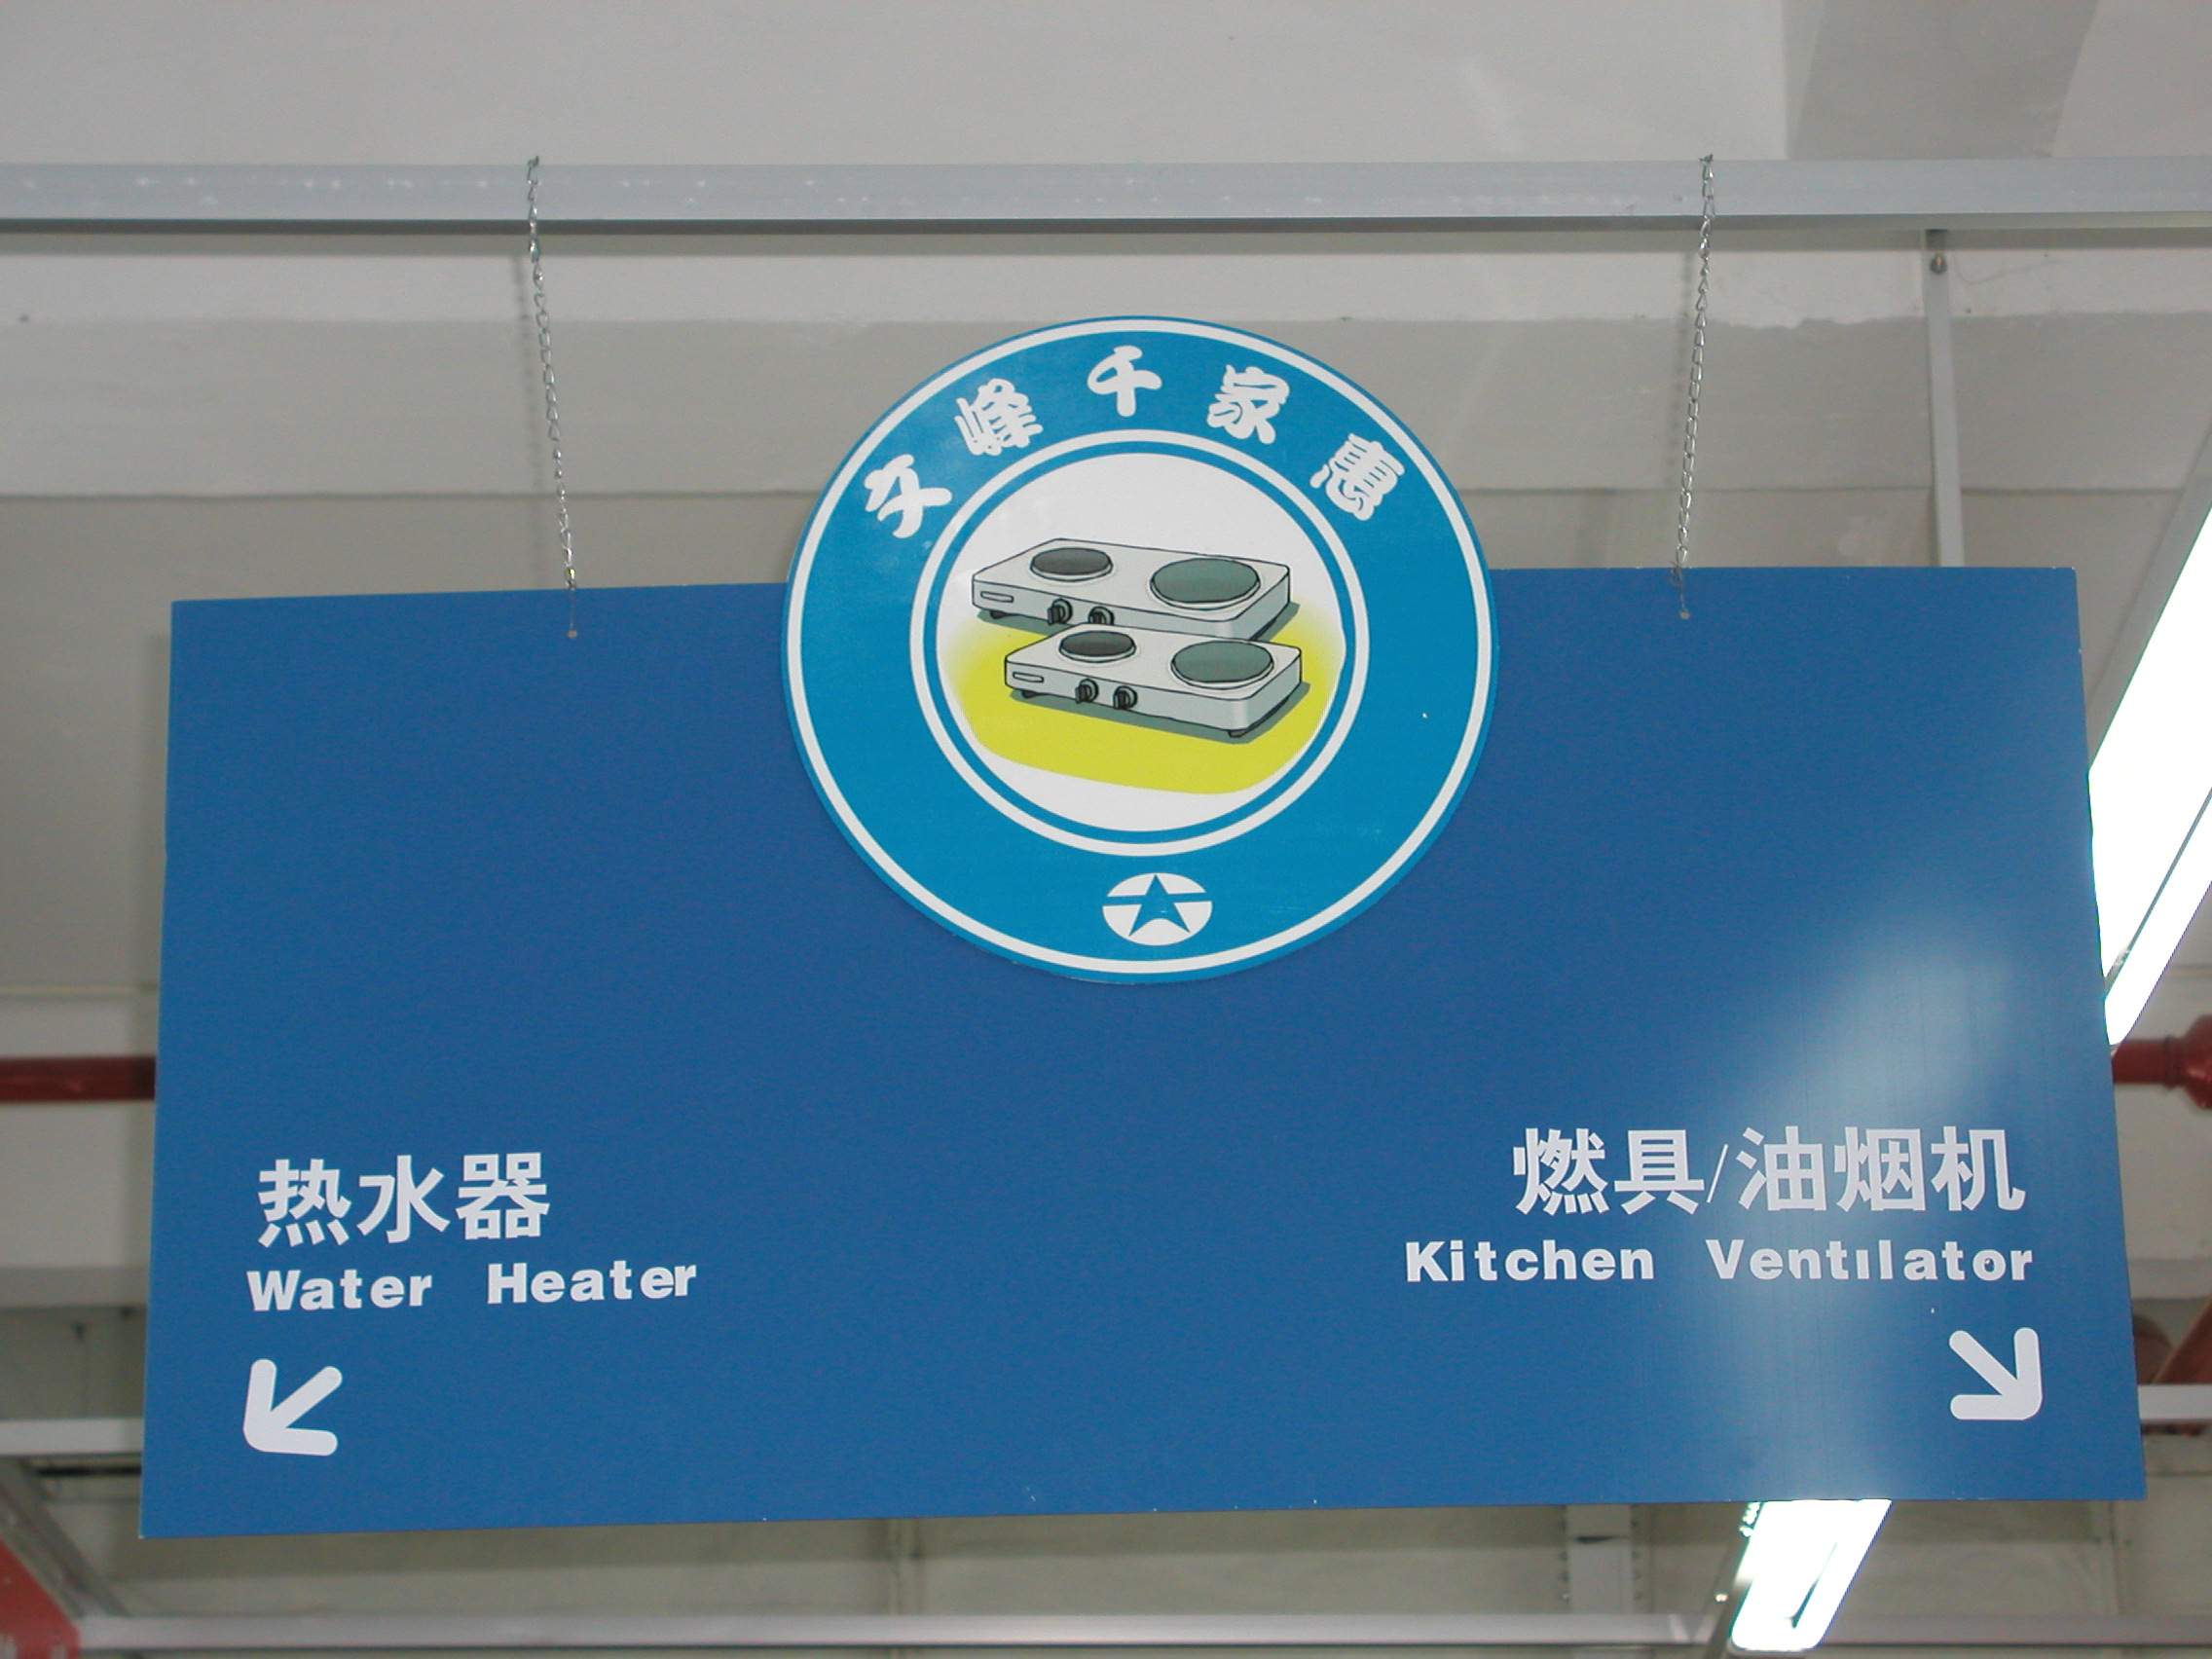 文峰千家惠
热水器
Water Heater
燃具/油烟机
Kitchen Ventilator